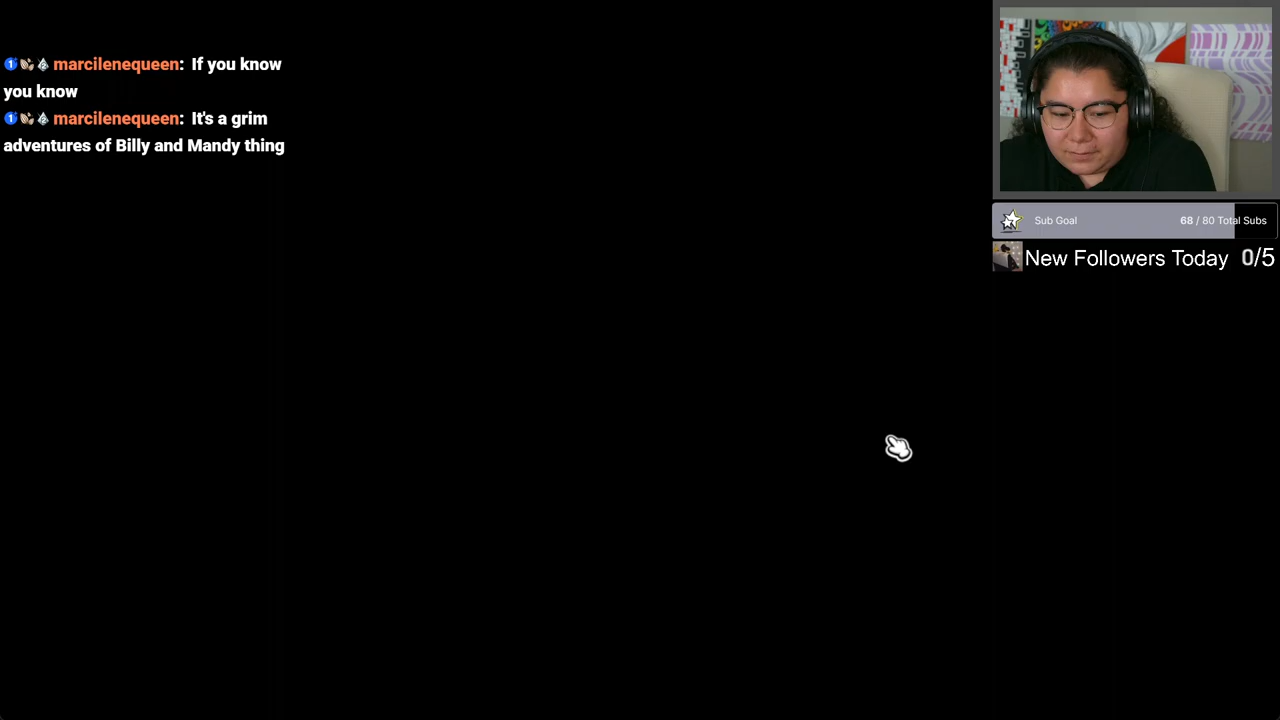 marcilenequeen: If you know
you know
marcilenequeen: It's a grim
adventures of Billy and Mandy thing
Sub Goal 68 / 80 Total Subs
New Followers Today 0/5